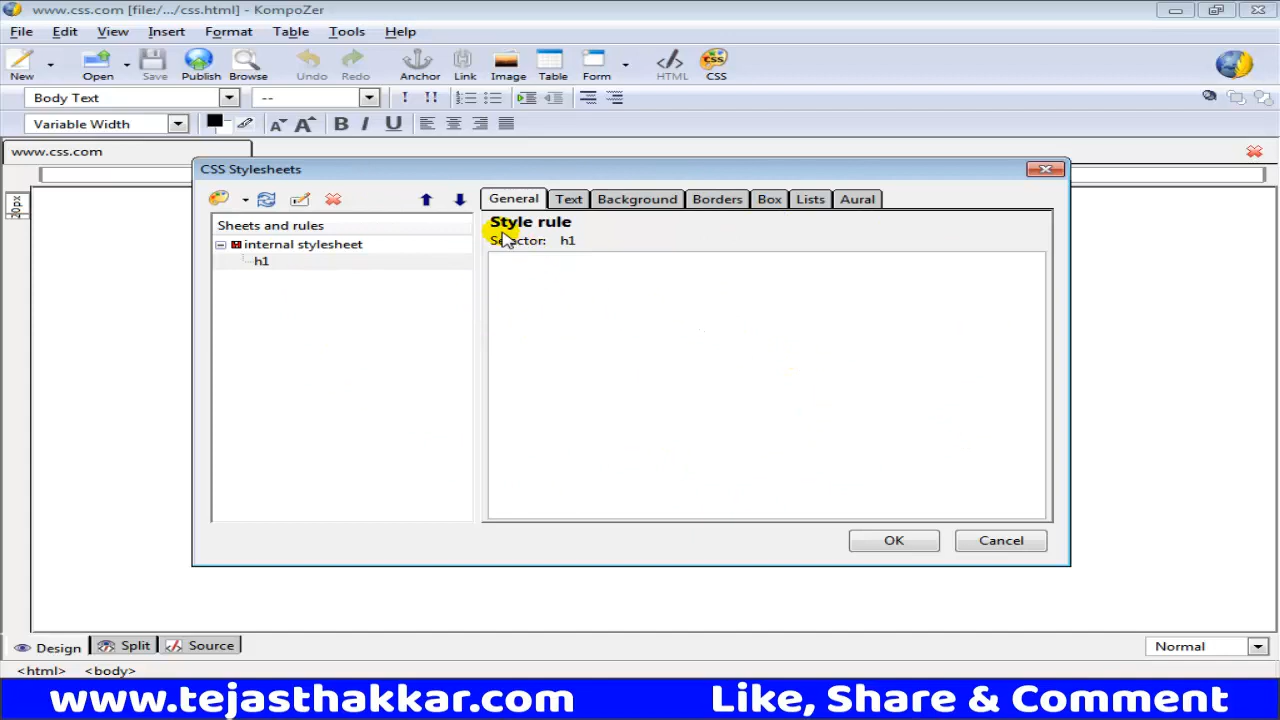 www.css.com [file:/.../css.html] - KompoZer
File Edit View Insert Format Table Tools Help
New Open Save Publish Browse Undo Redo Anchor Link Image Table Form HTML CSS
Body Text -- ! !!
Variable Width A A B I U
www.css.com
CSS Stylesheets
General Text Background Borders Box Lists Aural
Sheets and rules
internal stylesheet
h1
Style rule
Selector: h1
OK Cancel
Design Split Source Normal
<html> <body>
www.tejasthakkar.com Like, Share & Comment